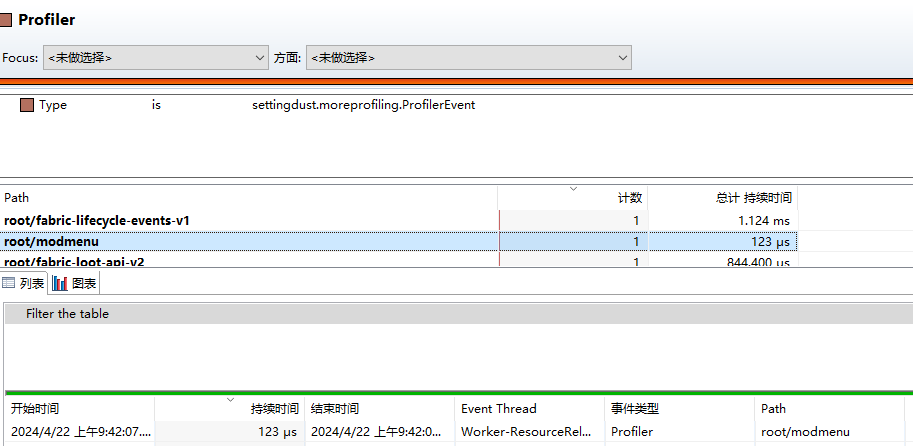 Profiler
Focus: <未做选择> 方面: <未做选择>
Type is settingdust.moreprofiling.ProfilerEvent
Path 计数 总计 持续时间
root/fabric-lifecycle-events-v1 1 1.124 ms
root/modmenu 1 123 µs
root/fabric-loot-api-v2 1 844.400 µs
列表 图表
Filter the table
开始时间 持续时间 结束时间 Event Thread 事件类型 Path
2024/4/22 上午9:42:07.... 123 µs 2024/4/22 上午9:42:0... Worker-ResourceRel... Profiler root/modmenu